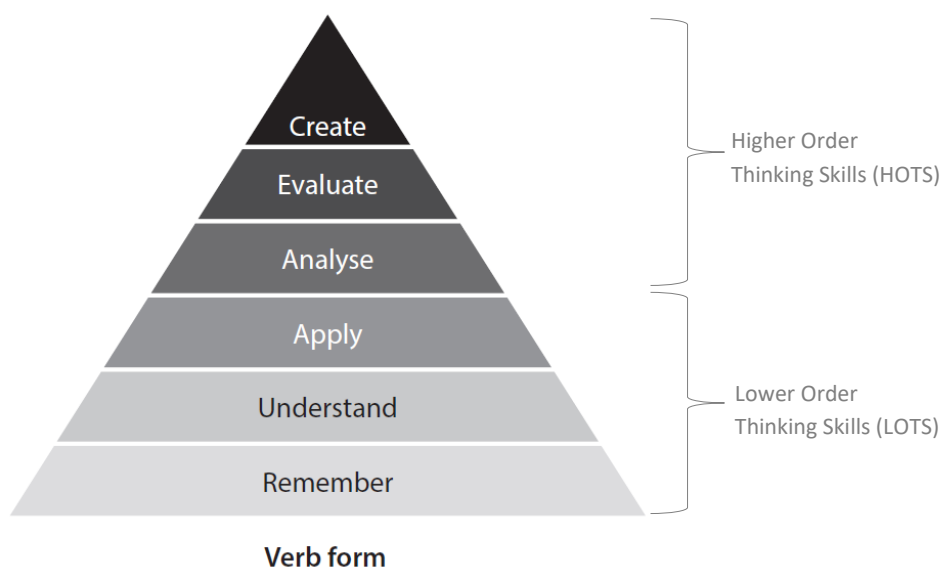 Create
Evaluate
Analyse
Apply
Understand
Remember
Verb form
Higher Order
Thinking Skills (HOTS)
Lower Order
Thinking Skills (LOTS)